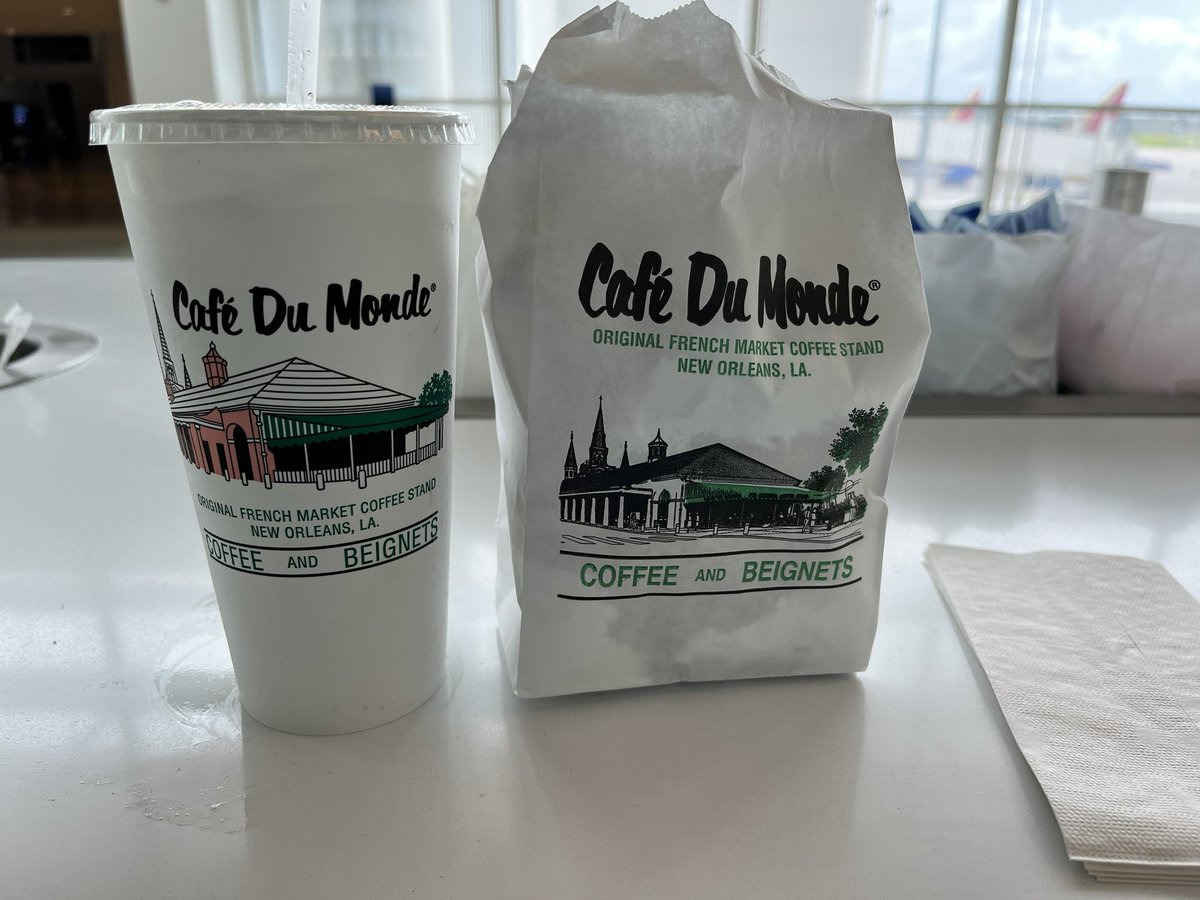 Café Du Monde®
ORIGINAL FRENCH MARKET COFFEE STAND
NEW ORLEANS, LA.
COFFEE AND BEIGNETS
Café Du Monde®
ORIGINAL FRENCH MARKET COFFEE STAND
NEW ORLEANS, LA.
COFFEE AND BEIGNETS